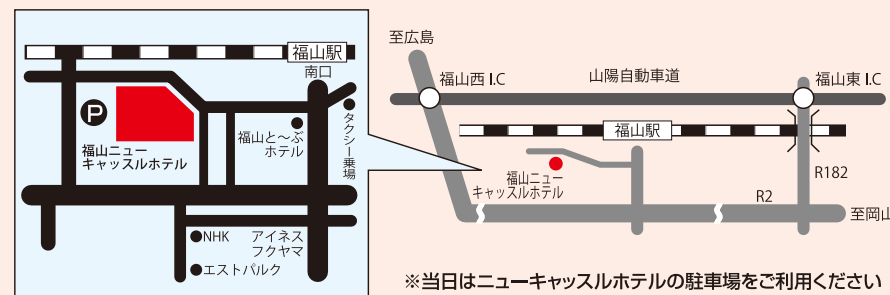 福山駅
南口
P
福山ニュー
キャッスルホテル
福山と〜ぶ
ホテル
タクシー乗場
NHK
エストパルク
アイネス
フクヤマ
至広島
福山西 I.C
山陽自動車道
福山東 I.C
福山駅
福山ニュー
キャッスルホテル
R182
R2
至岡山
※当日はニューキャッスルホテルの駐車場をご利用ください